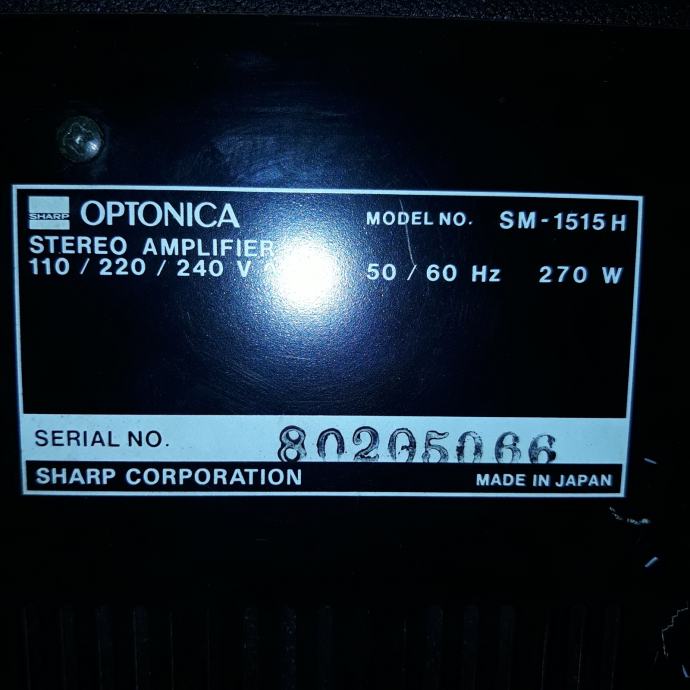 SHARP OPTONICA MODEL NO. SM-1515H
STEREO AMPLIFIER
110 / 220 / 240 V ~ 50 / 60 Hz 270 W
SERIAL NO. 80205066
SHARP CORPORATION MADE IN JAPAN